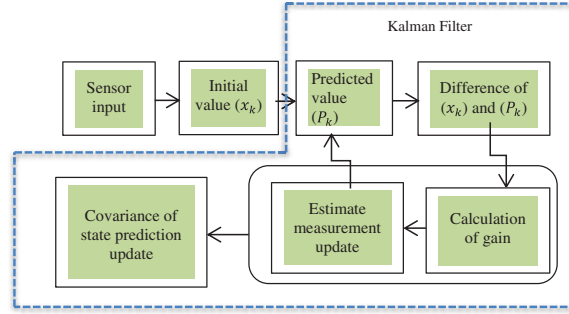 Kalman Filter
Sensor
input
Initial
value (x_k)
Predicted
value
(P_k)
Difference of
(x_k) and (P_k)
Covariance of
state prediction
update
Estimate
measurement
update
Calculation
of gain